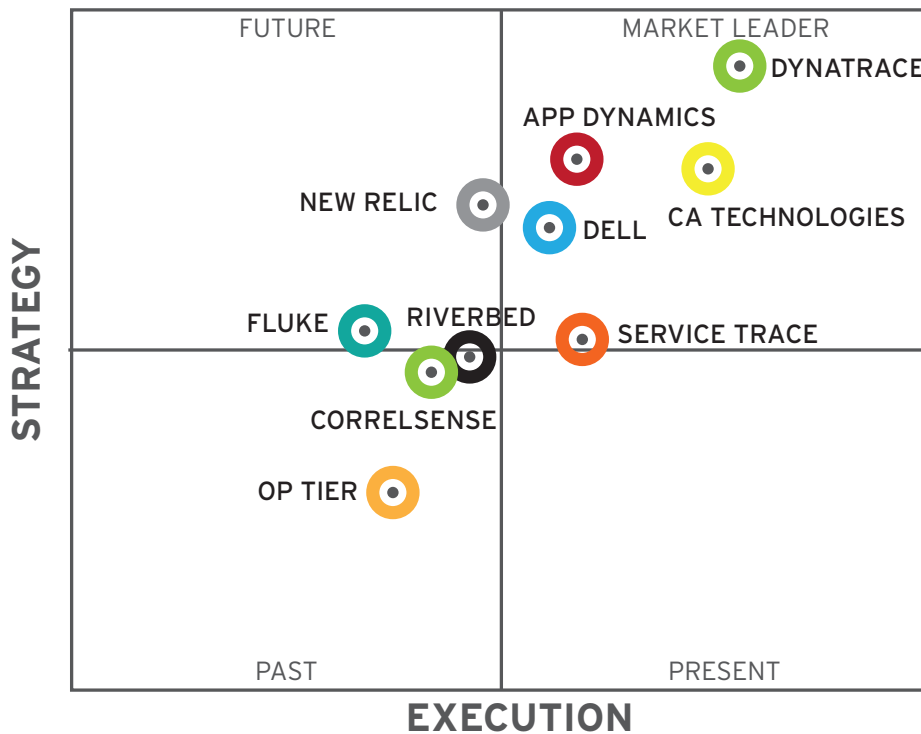 FUTURE
MARKET LEADER
DYNATRACE
APP DYNAMICS
NEW RELIC
CA TECHNOLOGIES
DELL
FLUKE
RIVERBED
SERVICE TRACE
CORRELSENSE
OP TIER
STRATEGY
PAST
PRESENT
EXECUTION